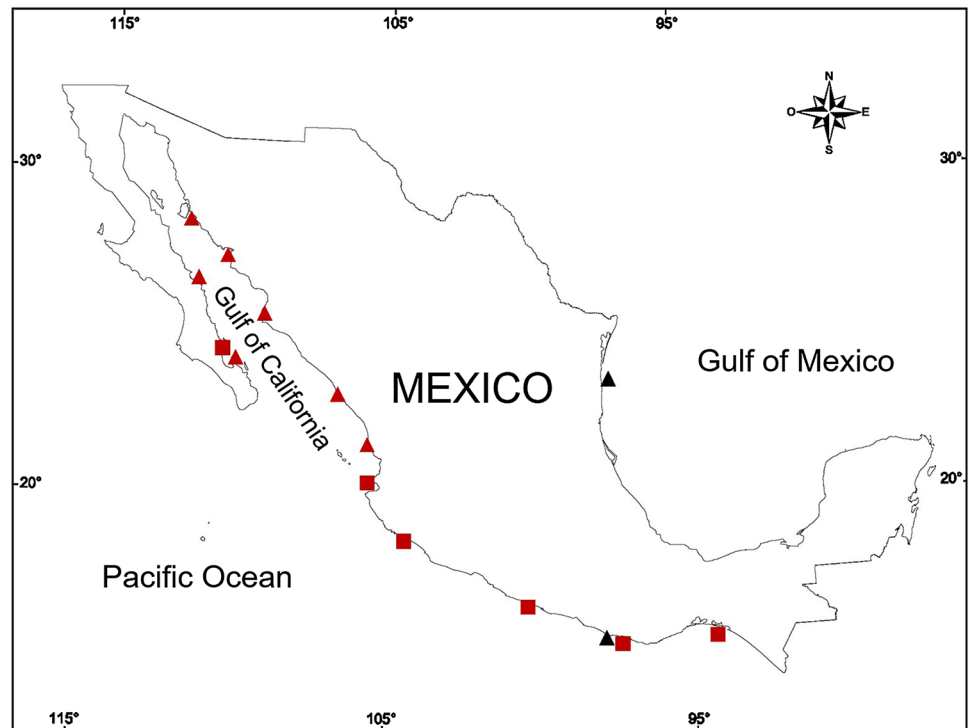 115° 105° 95°
N
O E
S
30° 30°
Gulf of California
MEXICO
Gulf of Mexico
20° 20°
Pacific Ocean
115° 105° 95°